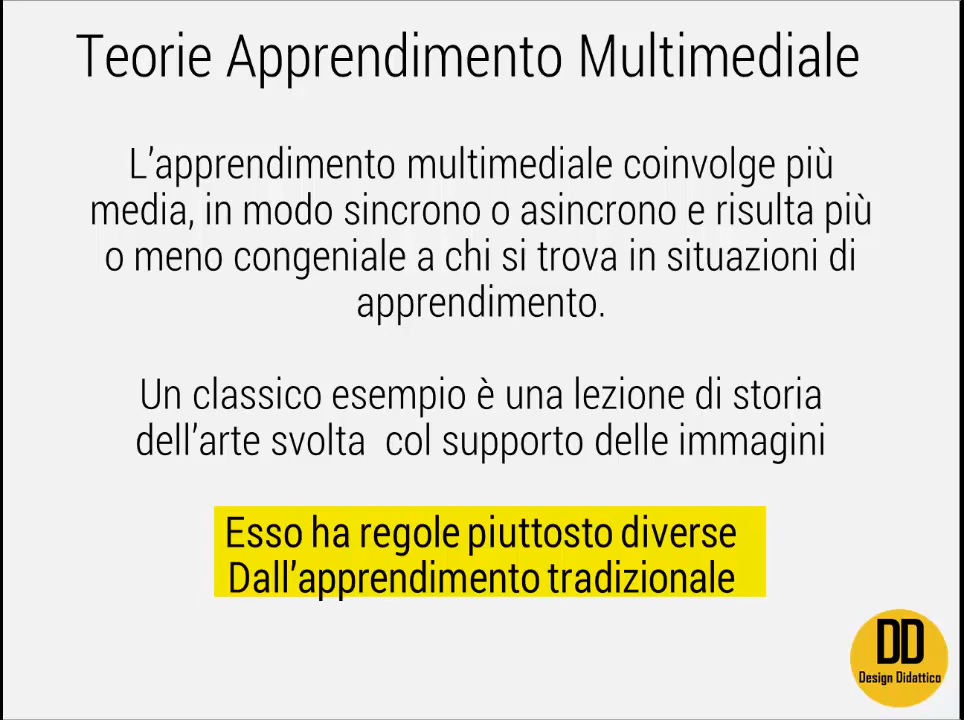 Teorie Apprendimento Multimediale
L’apprendimento multimediale coinvolge più
media, in modo sincrono o asincrono e risulta più
o meno congeniale a chi si trova in situazioni di
apprendimento.
Un classico esempio è una lezione di storia
dell’arte svolta  col supporto delle immagini
Esso ha regole piuttosto diverse
Dall’apprendimento tradizionale
DD
Design Didattico